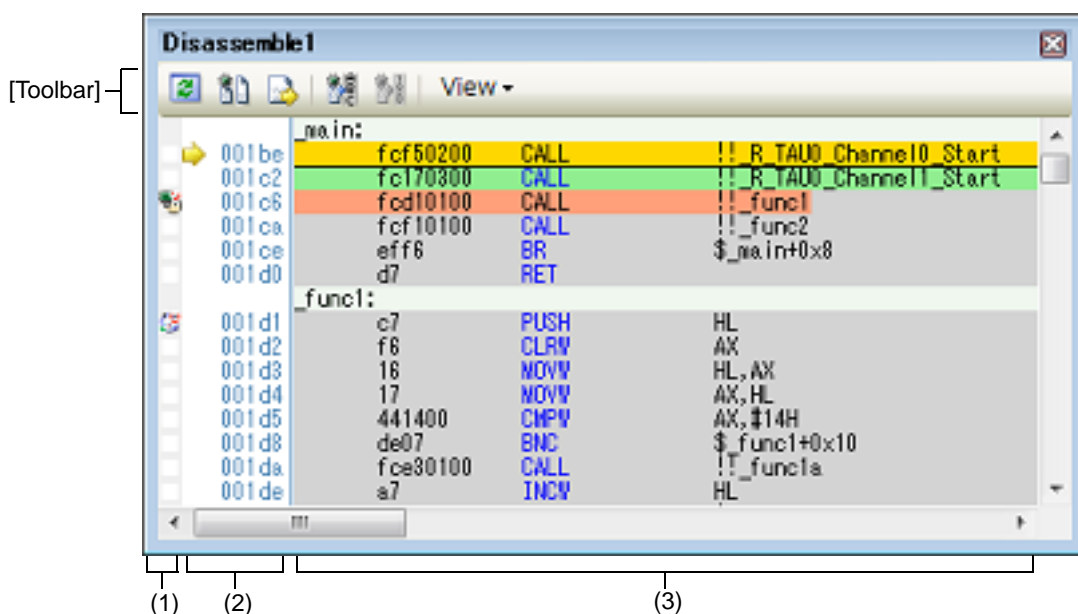 Disassemble1
[Toolbar]
View
_main:
001be fcf50200 CALL !!_R_TAU0_Channel0_Start
001c2 fc170300 CALL !!_R_TAU0_Channel1_Start
001c6 fcd10100 CALL !!_func1
001ca fcf10100 CALL !!_func2
001ce eff6 BR $_main+0x8
001d0 d7 RET
_func1:
001d1 c7 PUSH HL
001d2 f6 CLRW AX
001d3 16 MOVW HL,AX
001d4 17 MOVW AX,HL
001d5 441400 CMPW AX,#14H
001d8 de07 BNC $_func1+0x10
001da fce30100 CALL !!_func1a
001de a7 INCW HL
(1) (2) (3)